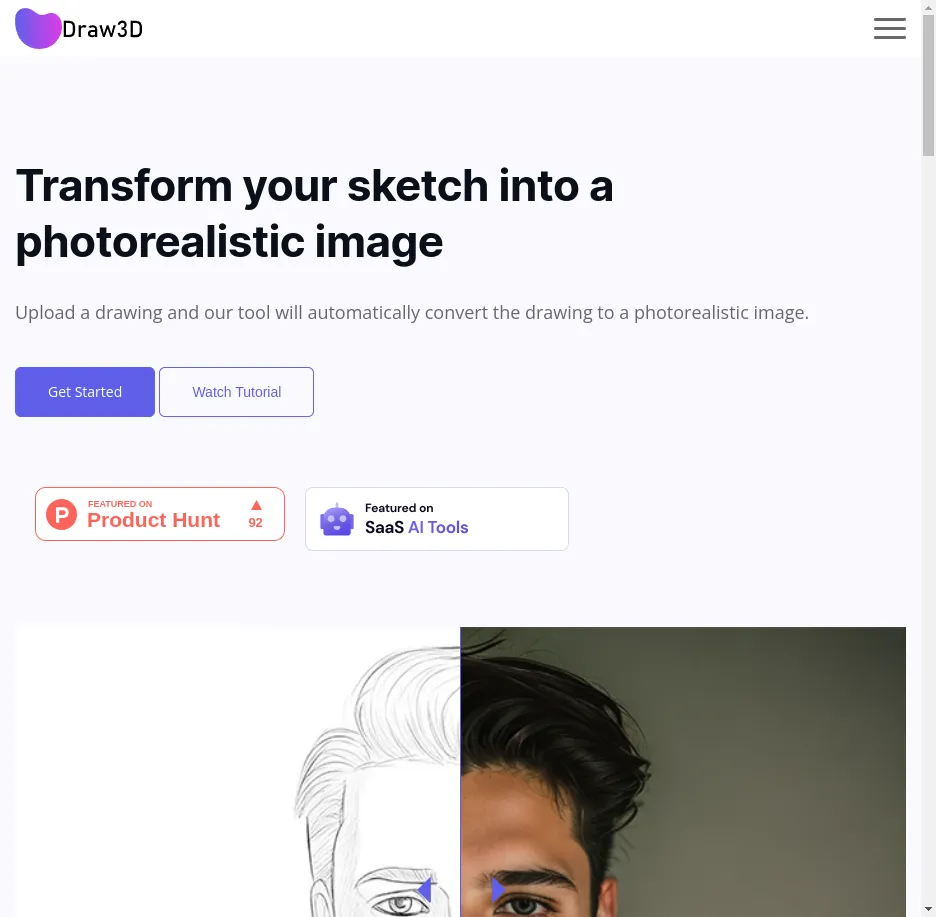 Draw3D
Transform your sketch into a
photorealistic image
Upload a drawing and our tool will automatically convert the drawing to a photorealistic image.
Get Started
Watch Tutorial
P
FEATURED ON
Product Hunt
92
Featured on
SaaS AI Tools